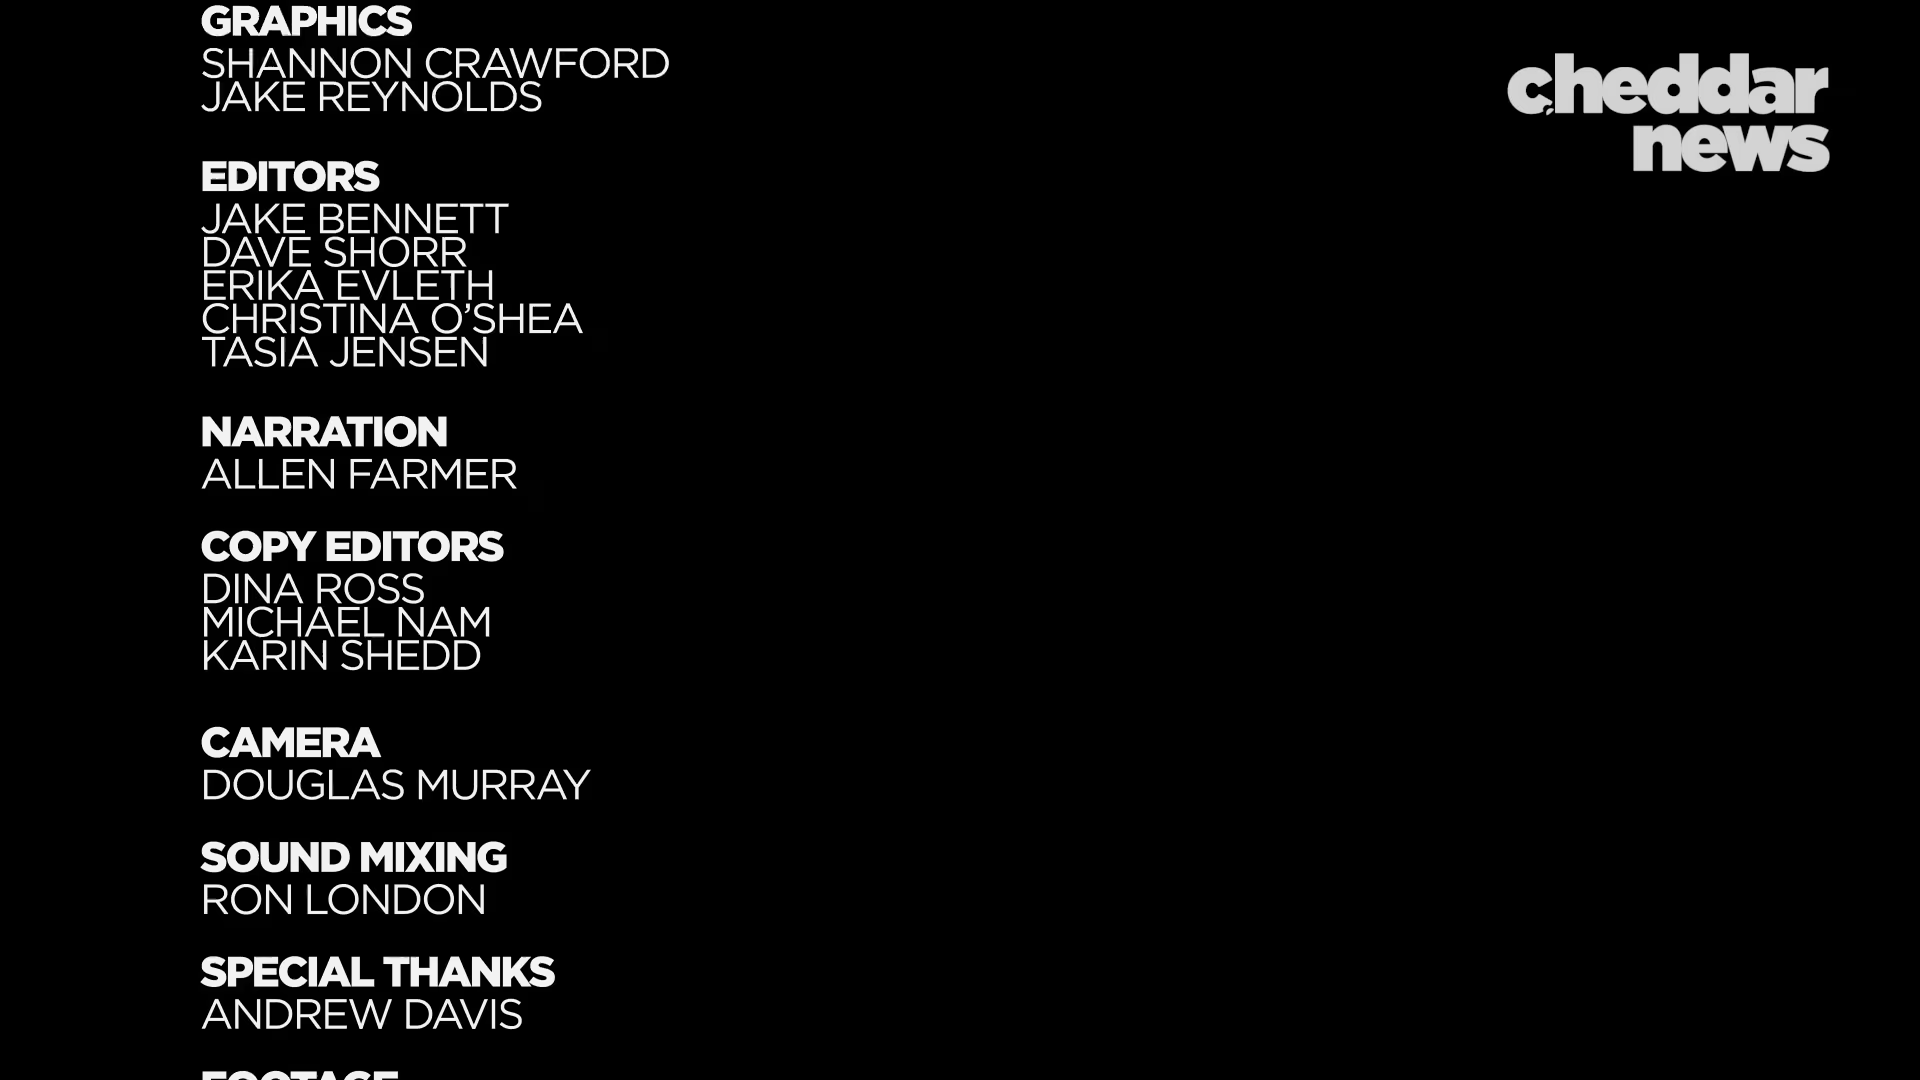 GRAPHICS
SHANNON CRAWFORD
JAKE REYNOLDS
EDITORS
JAKE BENNETT
DAVE SHORR
ERIKA EVLETH
CHRISTINA O’SHEA
TASIA JENSEN
NARRATION
ALLEN FARMER
COPY EDITORS
DINA ROSS
MICHAEL NAM
KARIN SHEDD
CAMERA
DOUGLAS MURRAY
SOUND MIXING
RON LONDON
SPECIAL THANKS
ANDREW DAVIS
FOOTAGE
cheddar
news